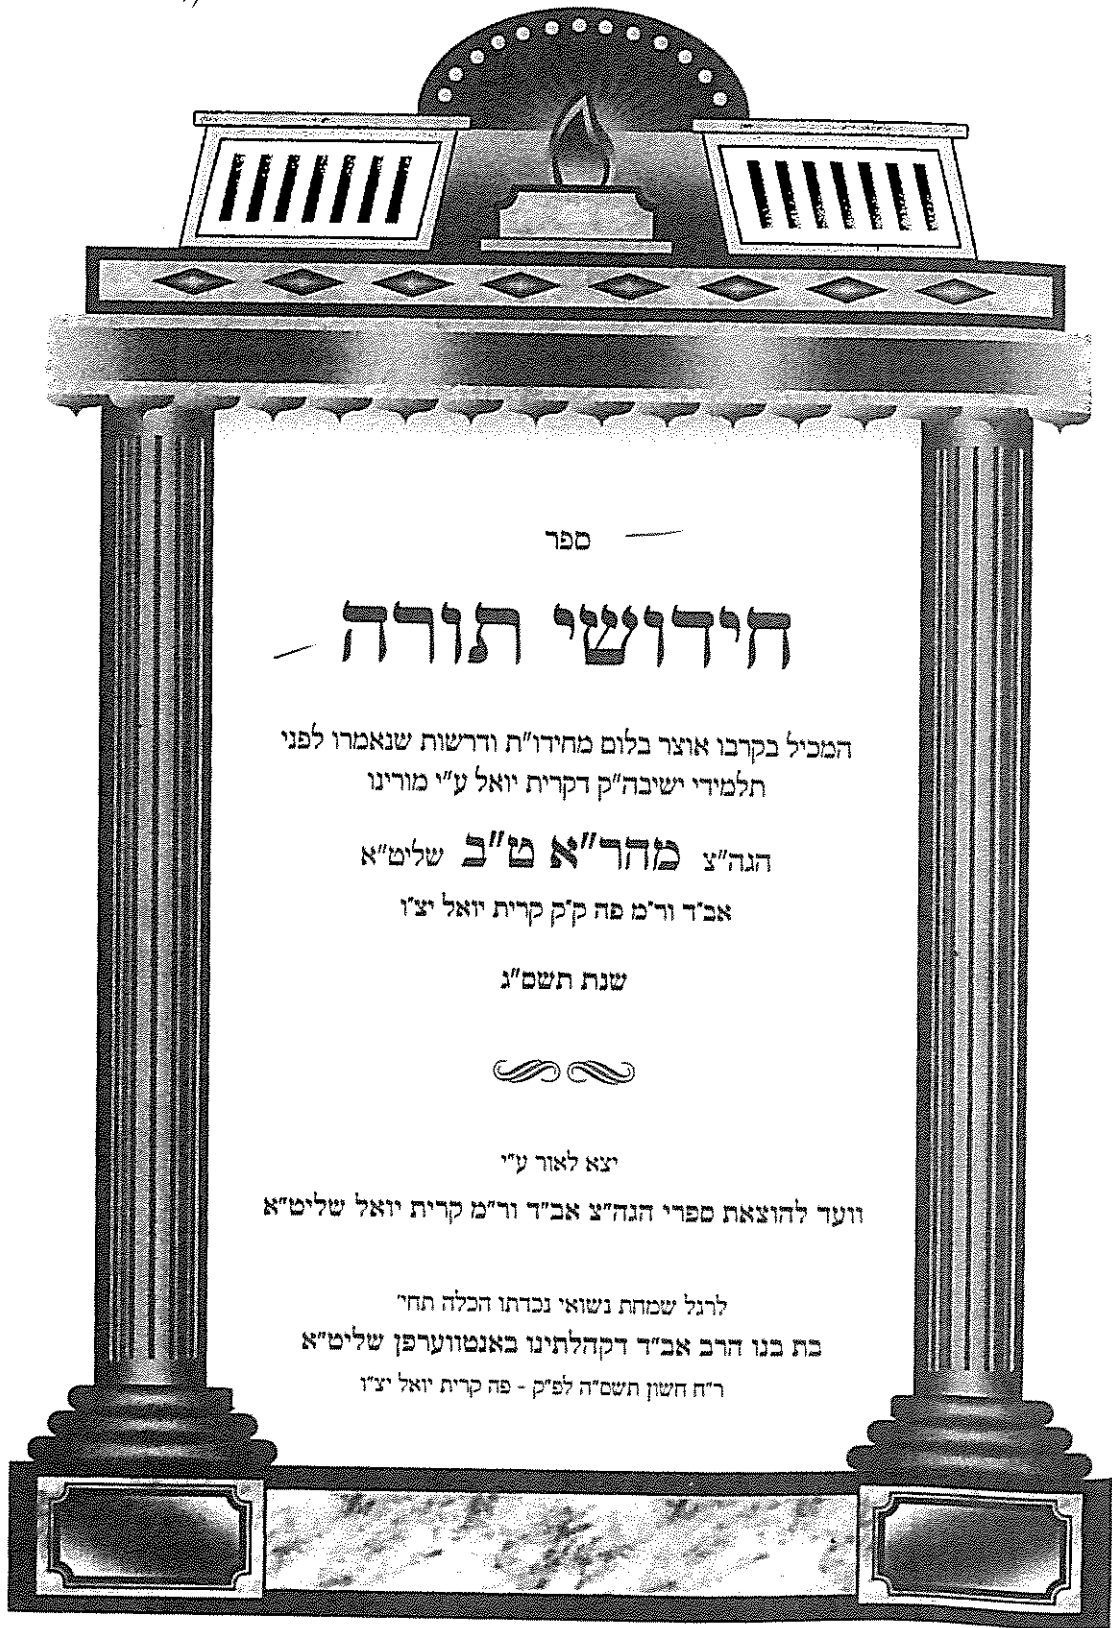 ספר
חידושי תורה
המכיל בקרבו אוצר בלום מחידו"ת ודרשות שנאמרו לפני
תלמידי ישיבה"ק דקרית יואל ע"י מורינו
הגה"צ מהר"א ט"ב שליט"א
אב"ד ור"מ פה ק"ק קרית יואל יצ"ו
שנת תשס"ג
יצא לאור ע"י
וועד להוצאת ספרי הגה"צ אב"ד ור"מ קרית יואל שליט"א
לרגל שמחת נשואי נכדתו הכלה תחי'
בת בנו הרב אב"ד דקהלתינו באנטווערפן שליט"א
ר"ח חשון תשס"ה לפ"ק - פה קרית יואל יצ"ו